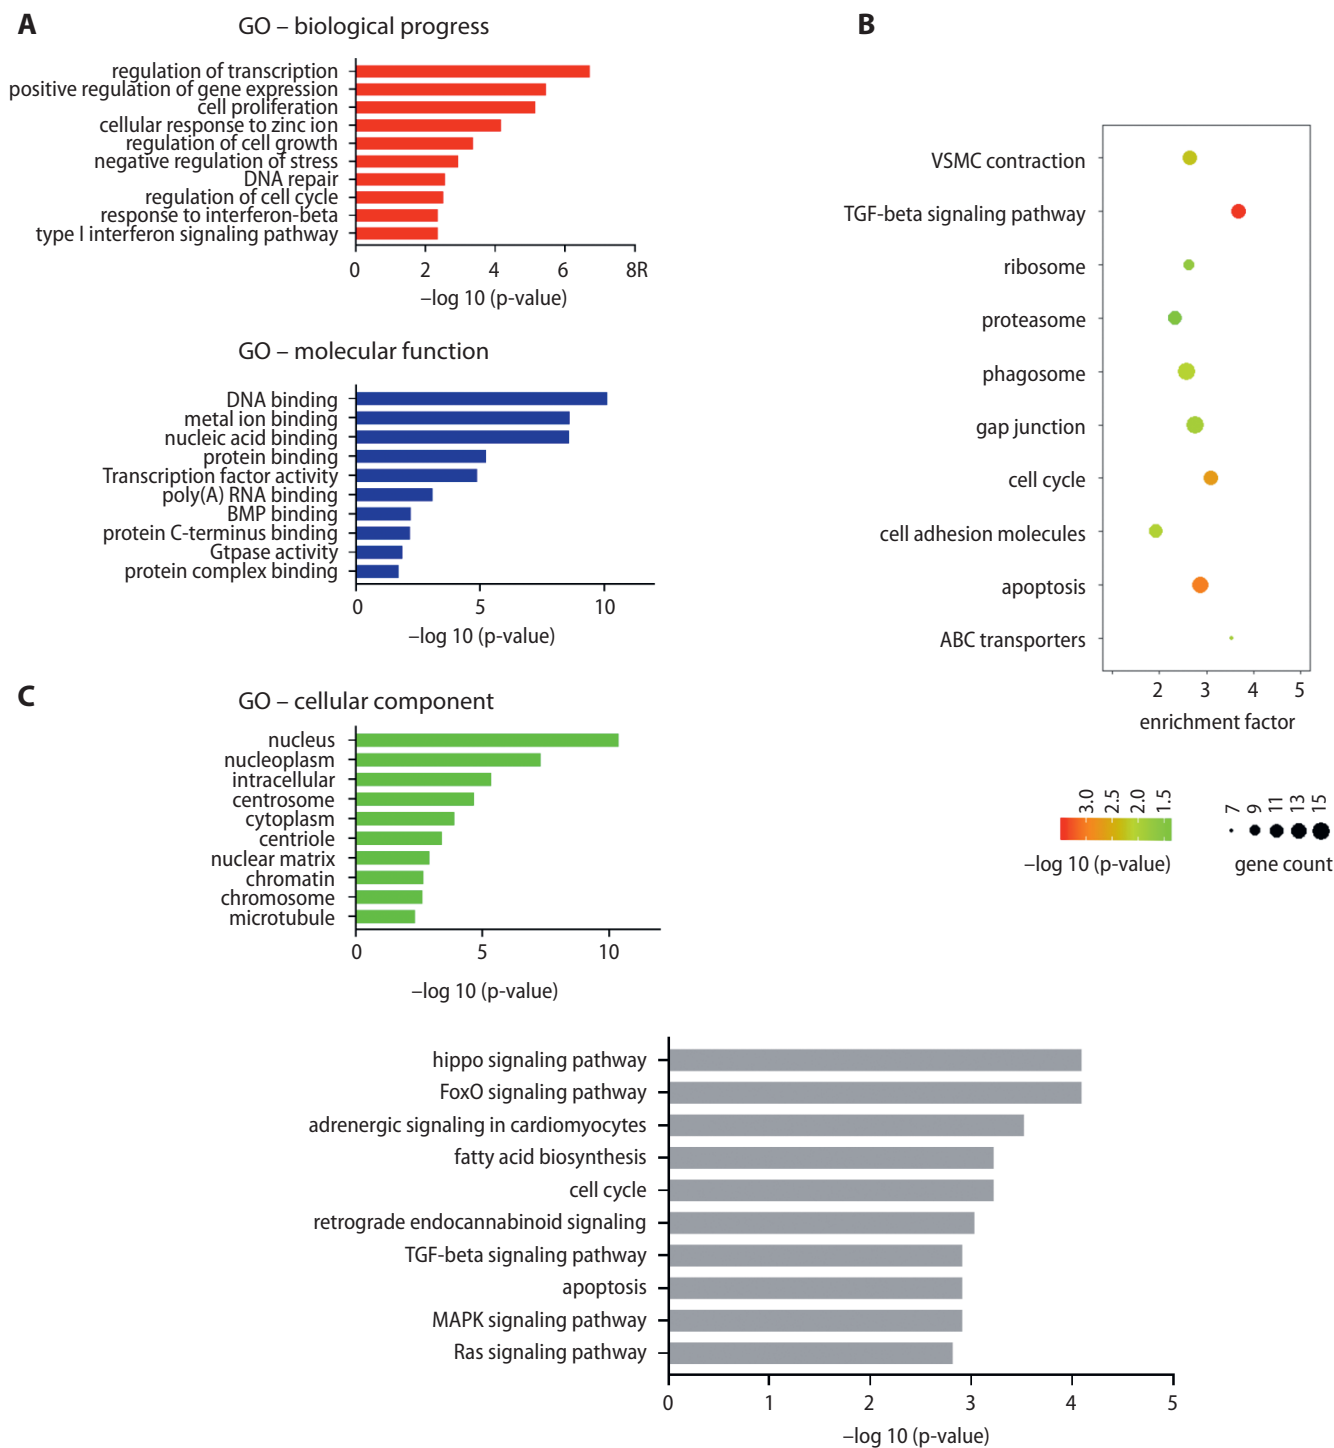 A
GO – biological progress
regulation of transcription
positive regulation of gene expression
cell proliferation
cellular response to zinc ion
regulation of cell growth
negative regulation of stress
DNA repair
regulation of cell cycle
response to interferon-beta
type I interferon signaling pathway
0 2 4 6 8R
–log 10 (p-value)
GO – molecular function
DNA binding
metal ion binding
nucleic acid binding
protein binding
Transcription factor activity
poly(A) RNA binding
BMP binding
protein C-terminus binding
Gtpase activity
protein complex binding
0 5 10
–log 10 (p-value)
B
VSMC contraction
TGF-beta signaling pathway
ribosome
proteasome
phagosome
gap junction
cell cycle
cell adhesion molecules
apoptosis
ABC transporters
2 3 4 5
enrichment factor
3.0 2.5 2.0 1.5
–log 10 (p-value)
7 9 11 13 15
gene count
C
GO – cellular component
nucleus
nucleoplasm
intracellular
centrosome
cytoplasm
centriole
nuclear matrix
chromatin
chromosome
microtubule
0 5 10
–log 10 (p-value)
hippo signaling pathway
FoxO signaling pathway
adrenergic signaling in cardiomyocytes
fatty acid biosynthesis
cell cycle
retrograde endocannabinoid signaling
TGF-beta signaling pathway
apoptosis
MAPK signaling pathway
Ras signaling pathway
0 1 2 3 4 5
–log 10 (p-value)